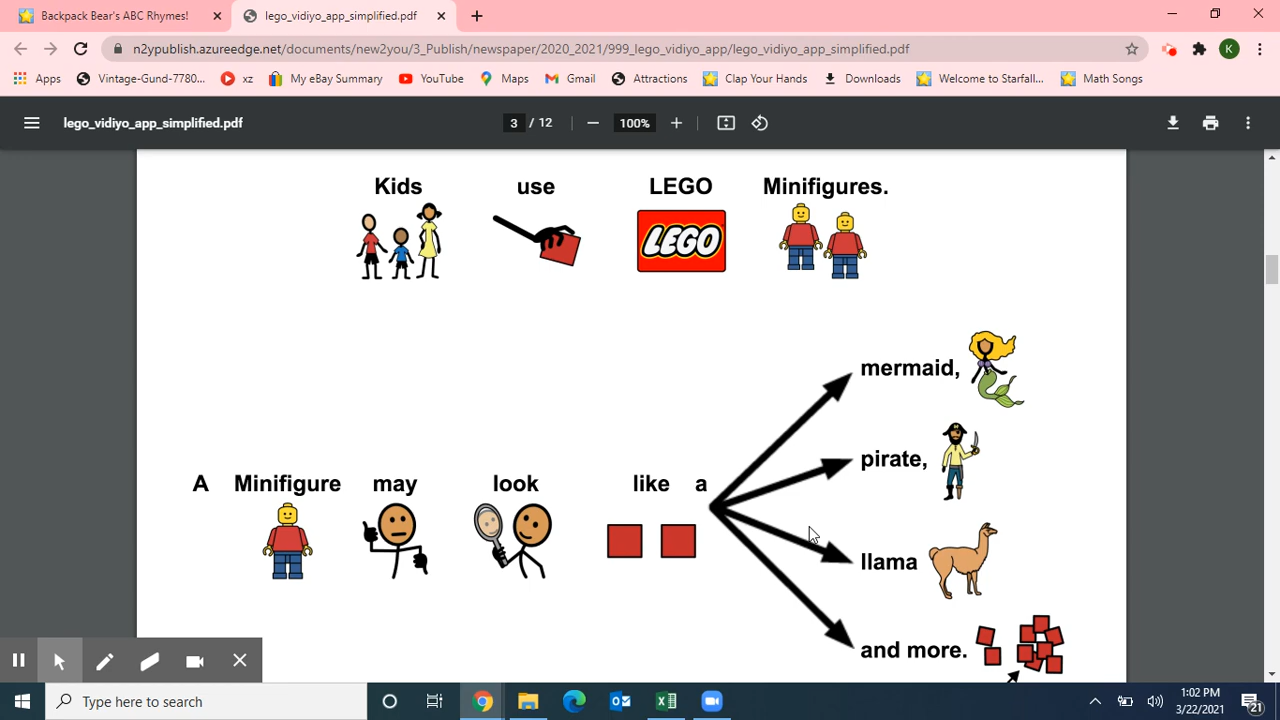 Backpack Bear's ABC Rhymes!
lego_vidiyo_app_simplified.pdf
n2ypublish.azureedge.net/documents/new2you/3_Publish/newspaper/2020_2021/999_lego_vidiyo_app/lego_vidiyo_app_simplified.pdf
K
Apps Vintage-Gund-7780... xz My eBay Summary YouTube Maps Gmail Attractions Clap Your Hands Downloads Welcome to Starfall... Math Songs
lego_vidiyo_app_simplified.pdf 3 / 12 100%
Kids use LEGO Minifigures.
LEGO
mermaid,
pirate,
A Minifigure may look like a
llama
and more.
Type here to search
1:02 PM
3/22/2021
21